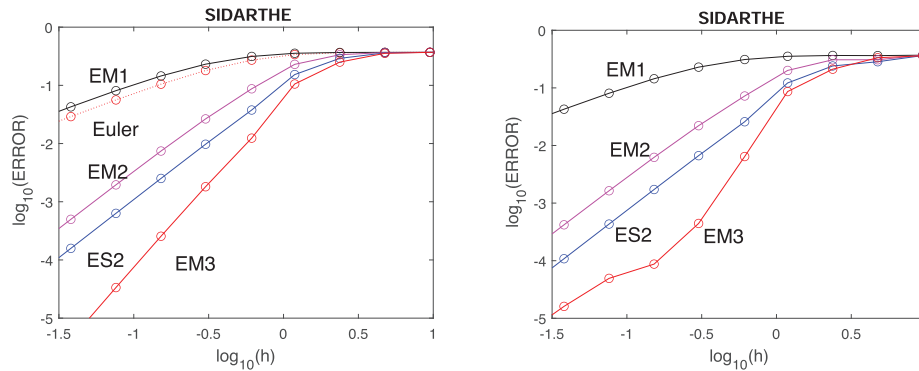 SIDARTHE
0
-1
-2
-3
-4
-5
log10(ERROR)
EM1
Euler
EM2
ES2
EM3
-1.5
-1
-0.5
0
0.5
1
log10(h)
SIDARTHE
0
-1
-2
-3
-4
-5
log10(ERROR)
EM1
EM2
ES2
EM3
-1.5
-1
-0.5
0
0.5
log10(h)